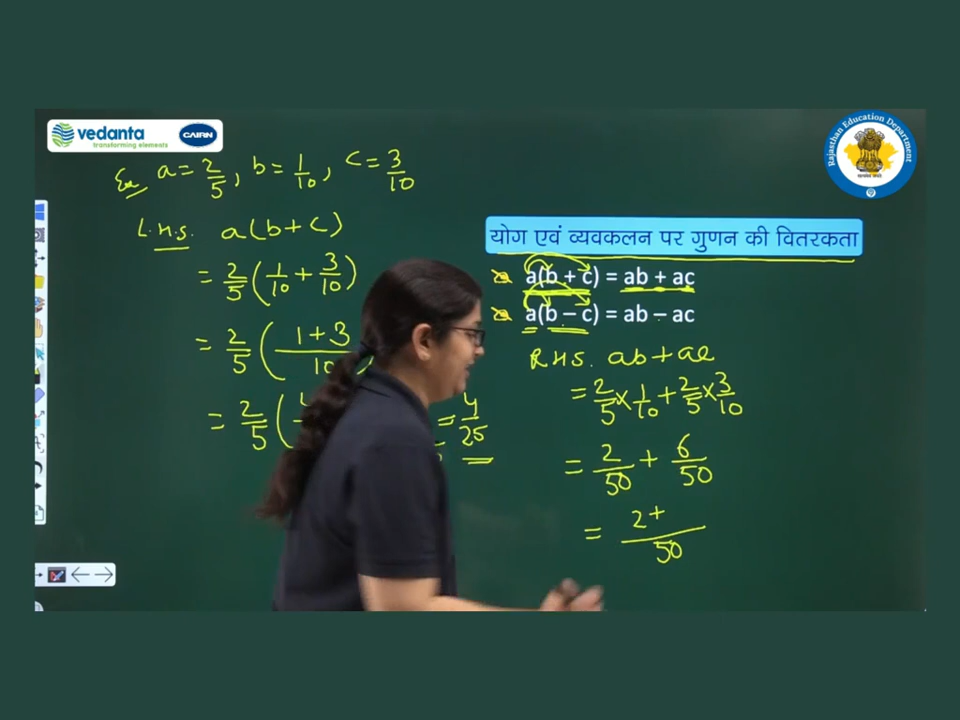 vedanta
transforming elements
CAIRN
Rajasthan Education Department
Ex a = 2/5, b = 1/10, c = 3/10
L.H.S. a(b+c)
= 2/5 (1/10 + 3/10)
= 2/5 (1+3/10
= 2/5 ( = 4/25
योग एवं व्यवकलन पर गुणन की वितरकता
a(b + c) = ab + ac
a(b – c) = ab – ac
R.H.S. ab+ac
= 2/5 × 1/10 + 2/5 × 3/10
= 2/50 + 6/50
= 2+/50